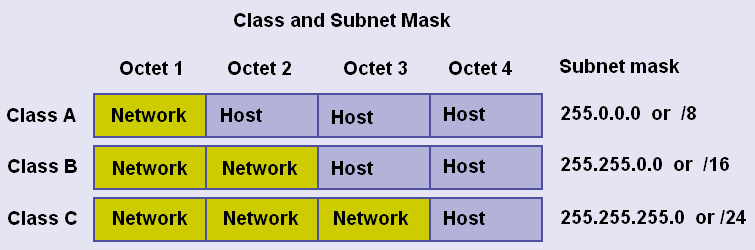 Class and Subnet Mask
Octet 1 Octet 2 Octet 3 Octet 4 Subnet mask
Class A Network Host Host Host 255.0.0.0 or /8
Class B Network Network Host Host 255.255.0.0 or /16
Class C Network Network Network Host 255.255.255.0 or /24